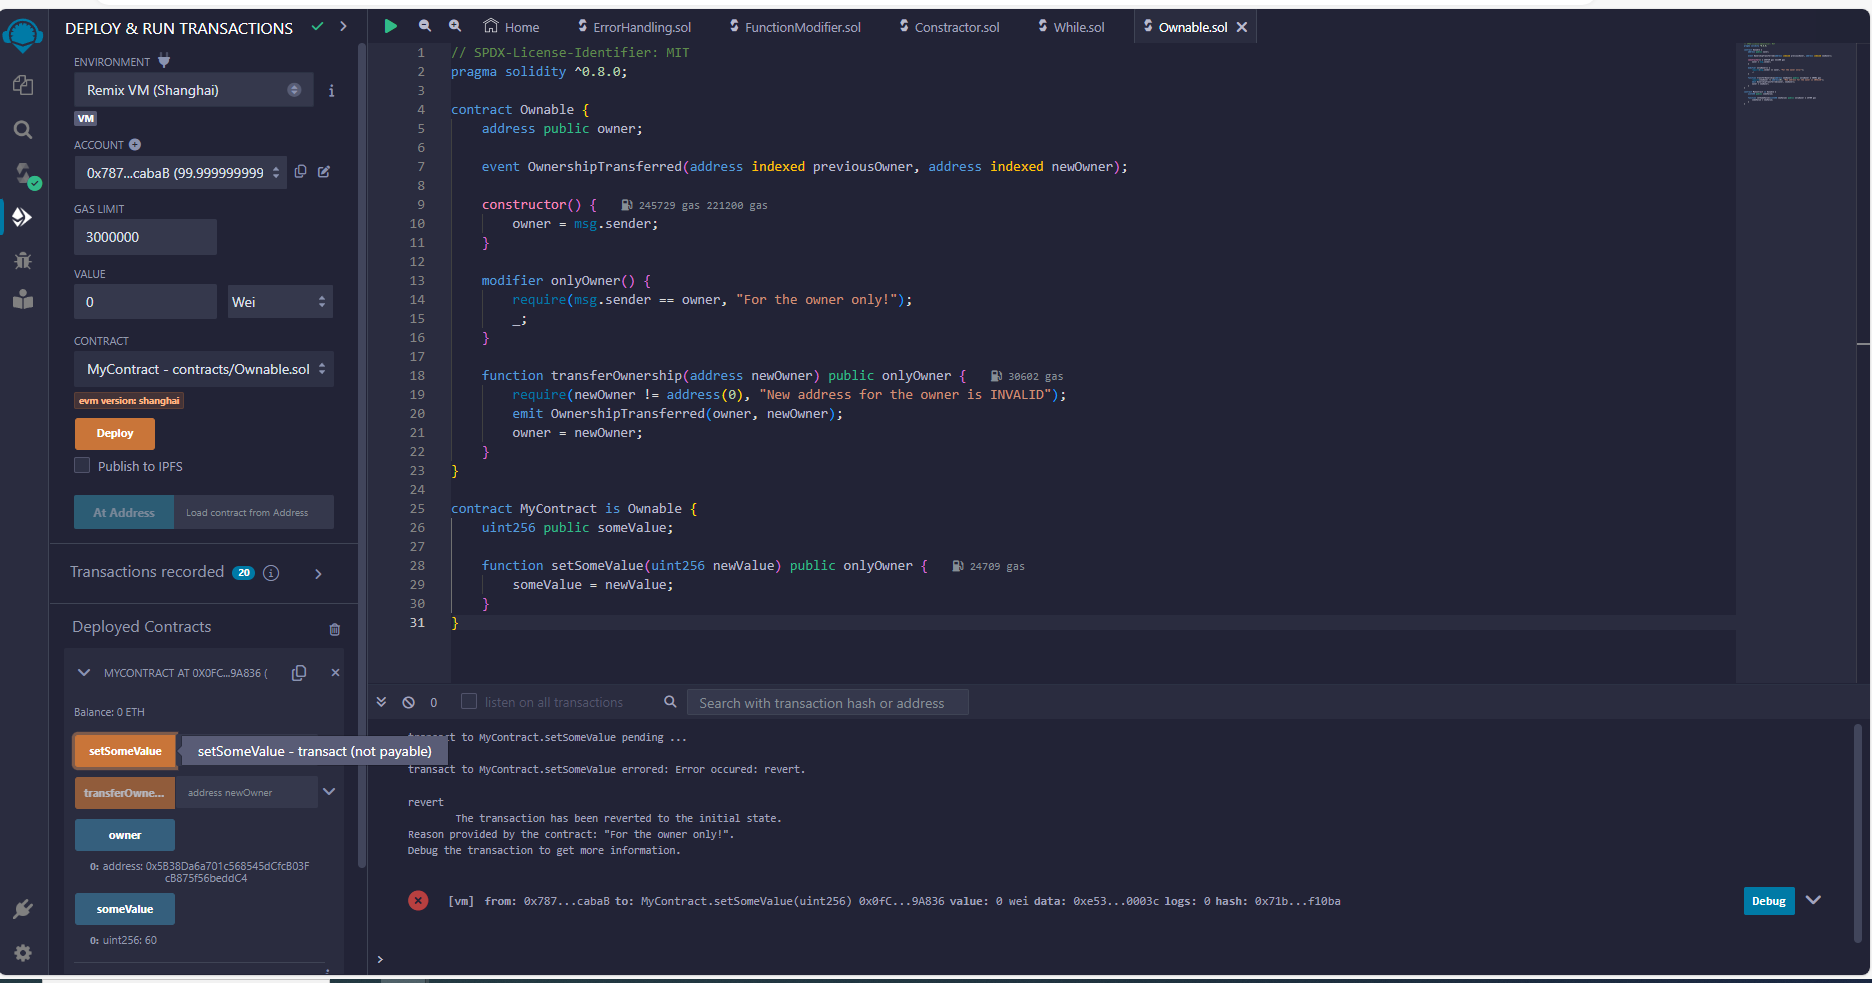 DEPLOY & RUN TRANSACTIONS
ENVIRONMENT
Remix VM (Shanghai)
VM
ACCOUNT
0x787...cabaB (99.999999999
GAS LIMIT
3000000
VALUE
0
Wei
CONTRACT
MyContract - contracts/Ownable.sol
evm version: shanghai
Deploy
Publish to IPFS
At Address
Load contract from Address
Transactions recorded 20
Deployed Contracts
MYCONTRACT AT 0X0FC...9A836 (
Balance: 0 ETH
setSomeValue
setSomeValue - transact (not payable)
transferOwne...
address newOwner
owner
0: address: 0x5B38Da6a701c568545dCfcB03F
cB875f56beddC4
someValue
0: uint256: 60
Home
ErrorHandling.sol
FunctionModifier.sol
Constractor.sol
While.sol
Ownable.sol
1 // SPDX-License-Identifier: MIT
2 pragma solidity ^0.8.0;
3
4 contract Ownable {
5 address public owner;
6
7 event OwnershipTransferred(address indexed previousOwner, address indexed newOwner);
8
9 constructor() { 245729 gas 221200 gas
10 owner = msg.sender;
11 }
12
13 modifier onlyOwner() {
14 require(msg.sender == owner, "For the owner only!");
15 _;
16 }
17
18 function transferOwnership(address newOwner) public onlyOwner { 30602 gas
19 require(newOwner != address(0), "New address for the owner is INVALID");
20 emit OwnershipTransferred(owner, newOwner);
21 owner = newOwner;
22 }
23 }
24
25 contract MyContract is Ownable {
26 uint256 public someValue;
27
28 function setSomeValue(uint256 newValue) public onlyOwner { 24709 gas
29 someValue = newValue;
30 }
31 }
0
listen on all transactions
Search with transaction hash or address
transact to MyContract.setSomeValue pending ...
transact to MyContract.setSomeValue errored: Error occured: revert.
revert
The transaction has been reverted to the initial state.
Reason provided by the contract: "For the owner only!".
Debug the transaction to get more information.
[vm] from: 0x787...cabaB to: MyContract.setSomeValue(uint256) 0x0fC...9A836 value: 0 wei data: 0xe53...0003c logs: 0 hash: 0x71b...f10ba
Debug
>